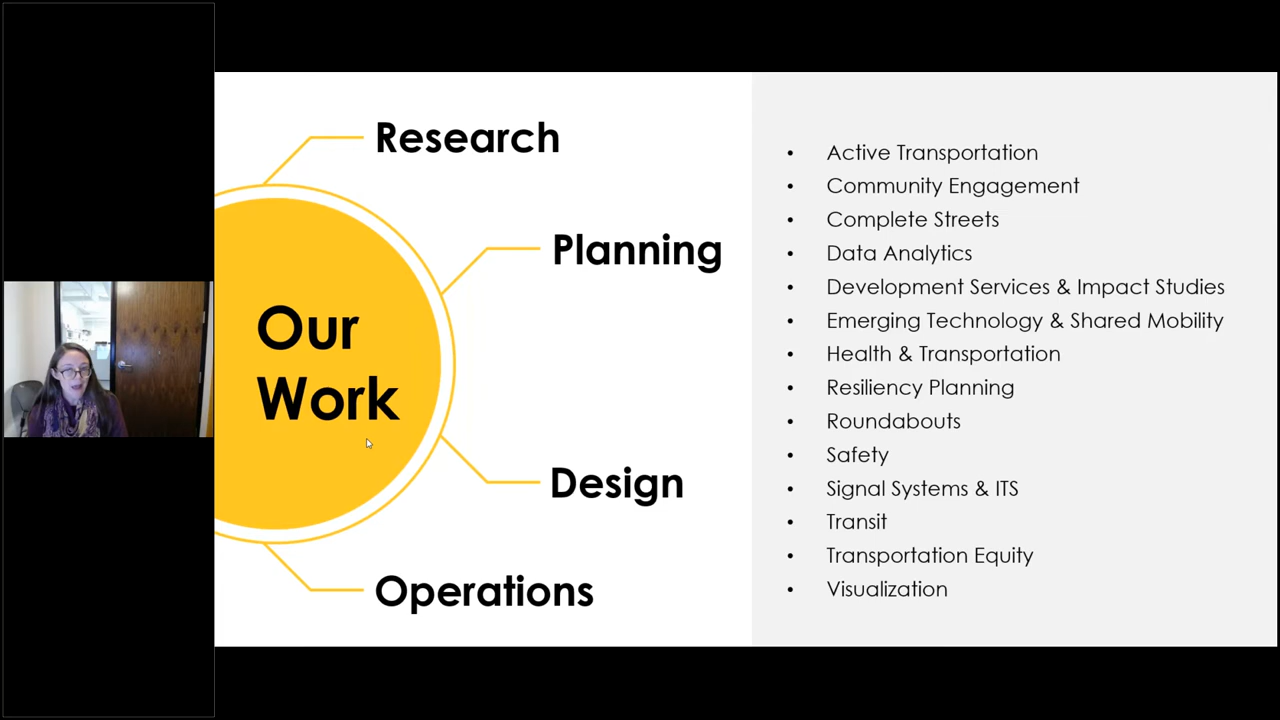 Our
Work
Research
Planning
Design
Operations
• Active Transportation
• Community Engagement
• Complete Streets
• Data Analytics
• Development Services & Impact Studies
• Emerging Technology & Shared Mobility
• Health & Transportation
• Resiliency Planning
• Roundabouts
• Safety
• Signal Systems & ITS
• Transit
• Transportation Equity
• Visualization